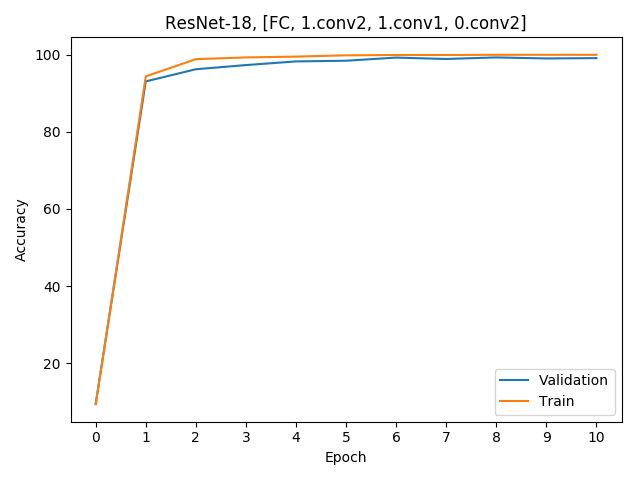 ResNet-18, [FC, 1.conv2, 1.conv1, 0.conv2]
100
80
60
40
20
Accuracy
0 1 2 3 4 5 6 7 8 9 10
Epoch
Validation
Train